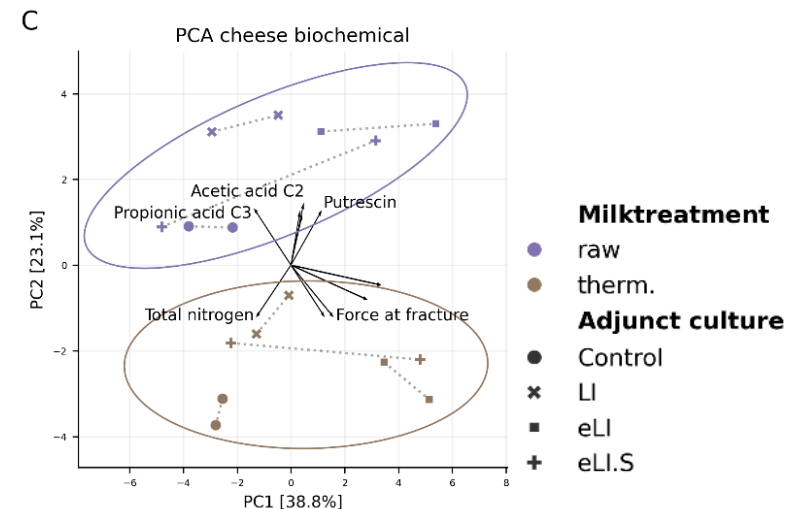 C
PCA cheese biochemical
4
2
0
−2
−4
PC2 [23.1%]
Acetic acid C2
Putrescin
Propionic acid C3
Total nitrogen
Force at fracture
−6 −4 −2 0 2 4 6 8
PC1 [38.8%]
Milktreatment
raw
therm.
Adjunct culture
Control
LI
eLI
eLI.S